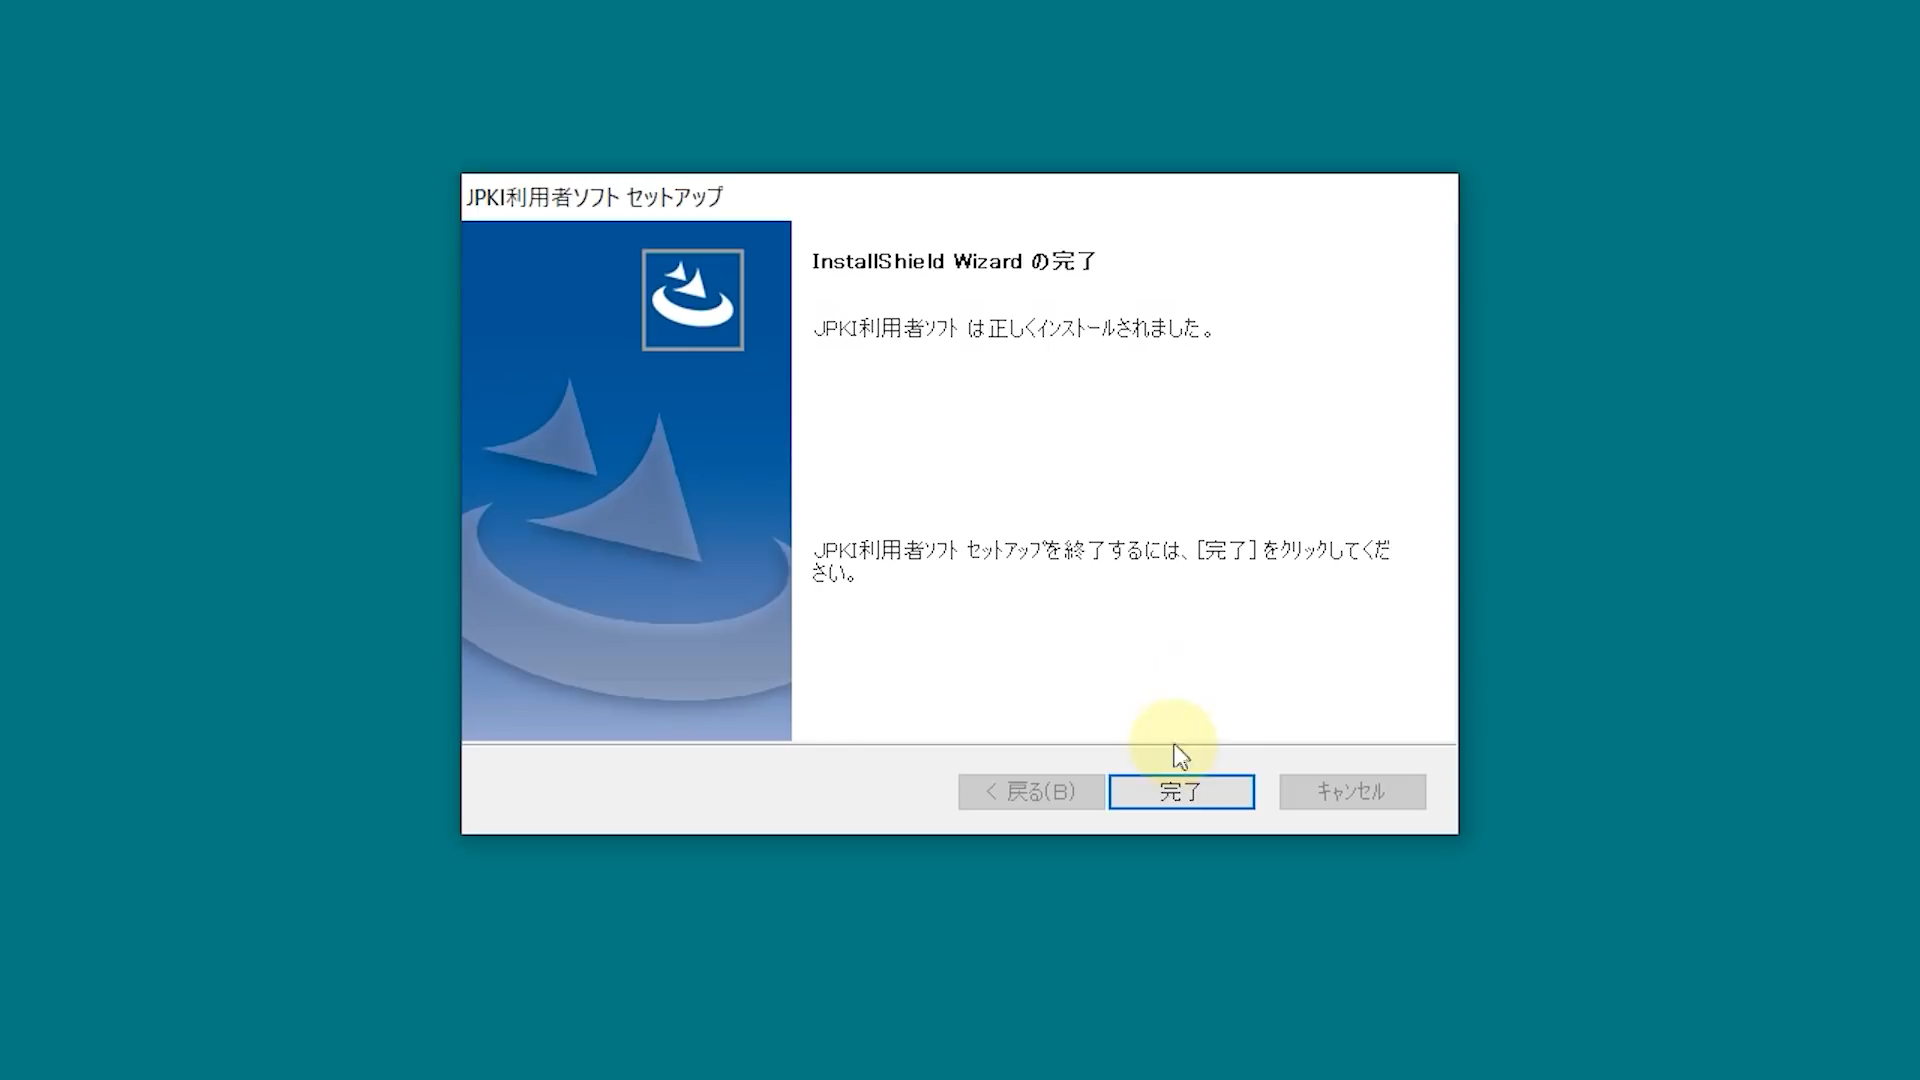 JPKI利用者ソフト セットアップ
InstallShield Wizard の完了
JPKI利用者ソフト は正しくインストールされました。
JPKI利用者ソフト セットアップを終了するには、[完了] をクリックしてくだ
さい。
< 戻る(B)
完了
キャンセル